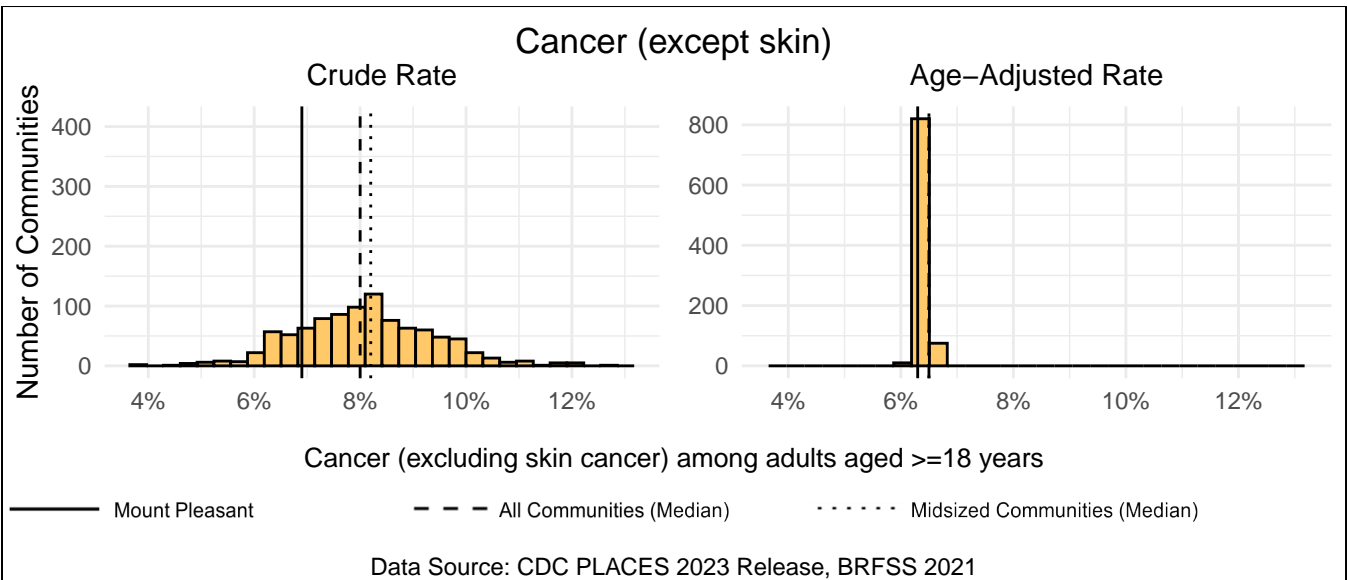 Cancer (except skin)
Crude Rate
Age−Adjusted Rate
Number of Communities
400
300
200
100
0
4%
6%
8%
10%
12%
800
600
400
200
0
4%
6%
8%
10%
12%
Cancer (excluding skin cancer) among adults aged >=18 years
Mount Pleasant
All Communities (Median)
Midsized Communities (Median)
Data Source: CDC PLACES 2023 Release, BRFSS 2021